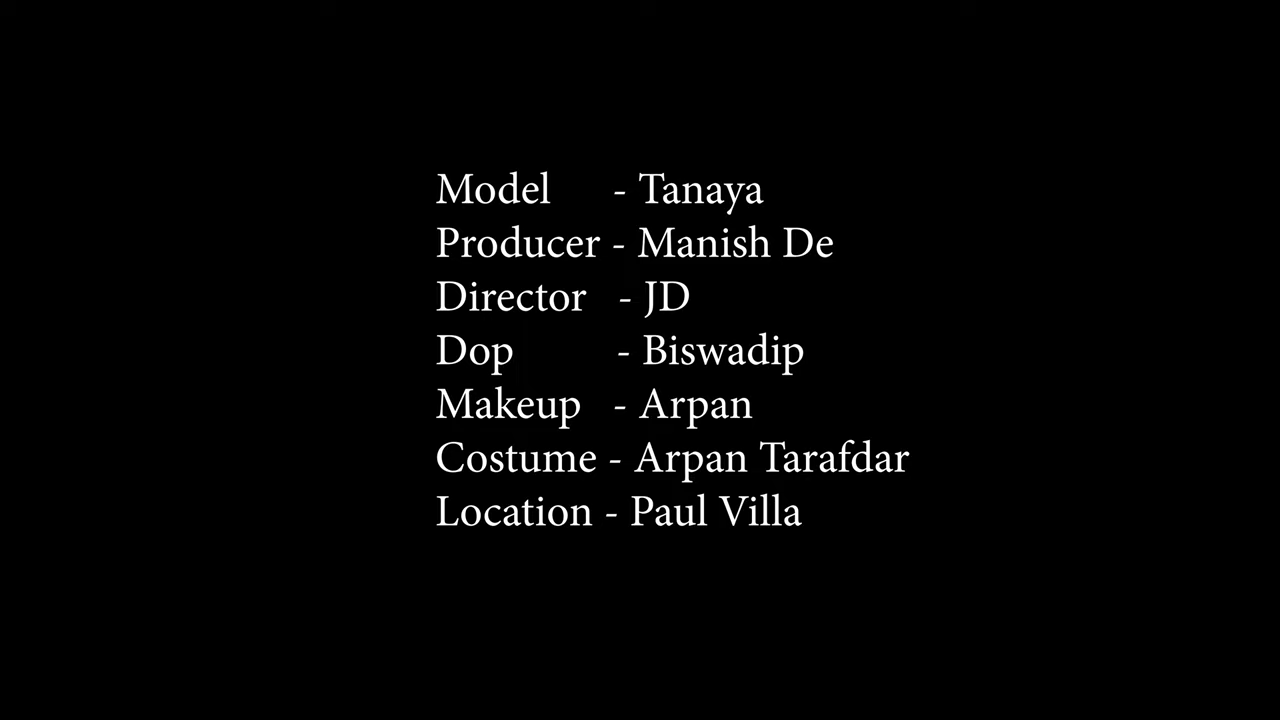 Model - Tanaya
Producer - Manish De
Director - JD
Dop - Biswadip
Makeup - Arpan
Costume - Arpan Tarafdar
Location - Paul Villa